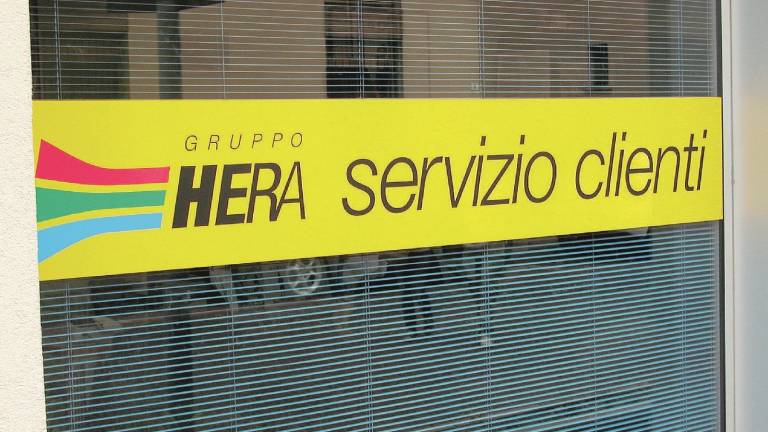 GRUPPO
HERA servizio clienti